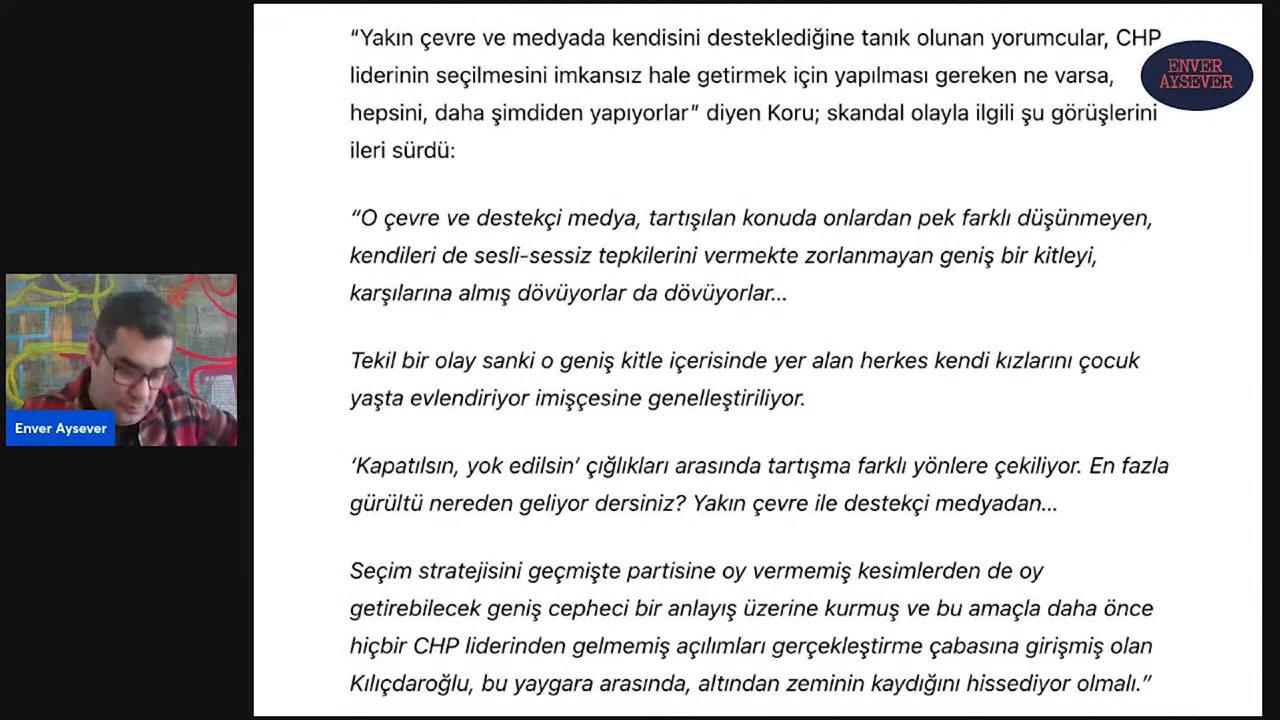 “Yakın çevre ve medyada kendisini desteklediğine tanık olunan yorumcular, CHP
liderinin seçilmesini imkansız hale getirmek için yapılması gereken ne varsa,
hepsini, daha şimdiden yapıyorlar” diyen Koru; skandal olayla ilgili şu görüşlerini
ileri sürdü:
ENVER
AYSEVER
“O çevre ve destekçi medya, tartışılan konuda onlardan pek farklı düşünmeyen,
kendileri de sesli-sessiz tepkilerini vermekte zorlanmayan geniş bir kitleyi,
karşılarına almış dövüyorlar da dövüyorlar...
Tekil bir olay sanki o geniş kitle içerisinde yer alan herkes kendi kızlarını çocuk
yaşta evlendiriyor imişçesine genelleştiriliyor.
‘Kapatılsın, yok edilsin’ çığlıkları arasında tartışma farklı yönlere çekiliyor. En fazla
gürültü nereden geliyor dersiniz? Yakın çevre ile destekçi medyadan...
Seçim stratejisini geçmişte partisine oy vermemiş kesimlerden de oy
getirebilecek geniş cepheci bir anlayış üzerine kurmuş ve bu amaçla daha önce
hiçbir CHP liderinden gelmemiş açılımları gerçekleştirme çabasına girişmiş olan
Kılıçdaroğlu, bu yaygara arasında, altından zeminin kaydığını hissediyor olmalı.”
Enver Aysever